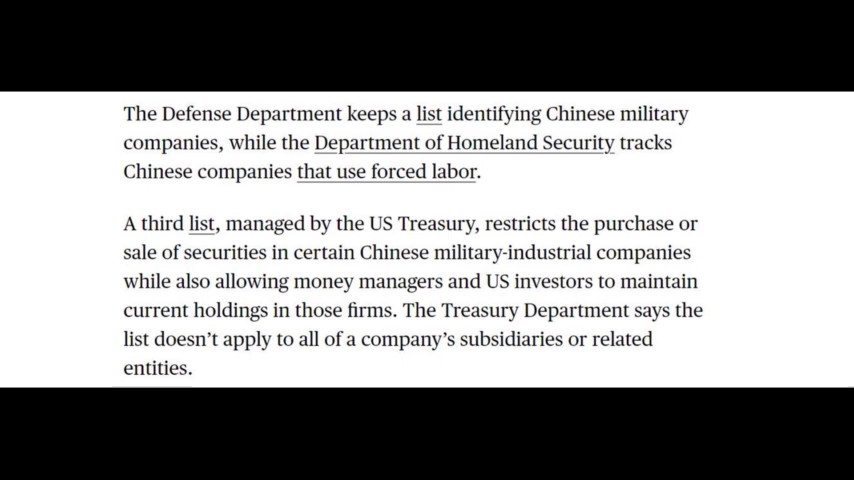 The Defense Department keeps a list identifying Chinese military
companies, while the Department of Homeland Security tracks
Chinese companies that use forced labor.
A third list, managed by the US Treasury, restricts the purchase or
sale of securities in certain Chinese military-industrial companies
while also allowing money managers and US investors to maintain
current holdings in those firms. The Treasury Department says the
list doesn’t apply to all of a company’s subsidiaries or related
entities.